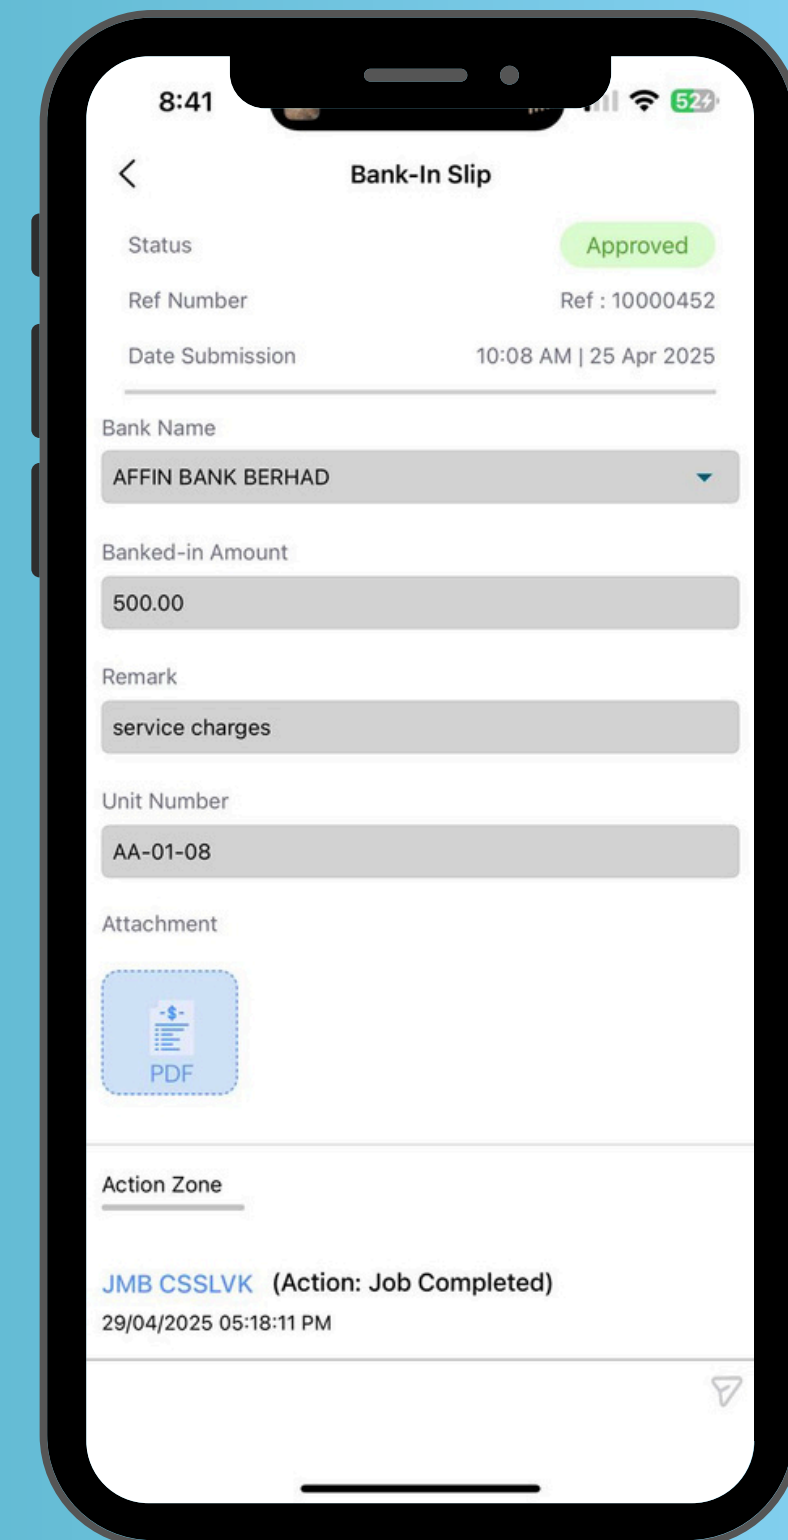 8:41
52
Bank-In Slip
Status Approved
Ref Number Ref : 10000452
Date Submission 10:08 AM | 25 Apr 2025
Bank Name
AFFIN BANK BERHAD
Banked-in Amount
500.00
Remark
service charges
Unit Number
AA-01-08
Attachment
-$-
PDF
Action Zone
JMB CSSLVK (Action: Job Completed)
29/04/2025 05:18:11 PM